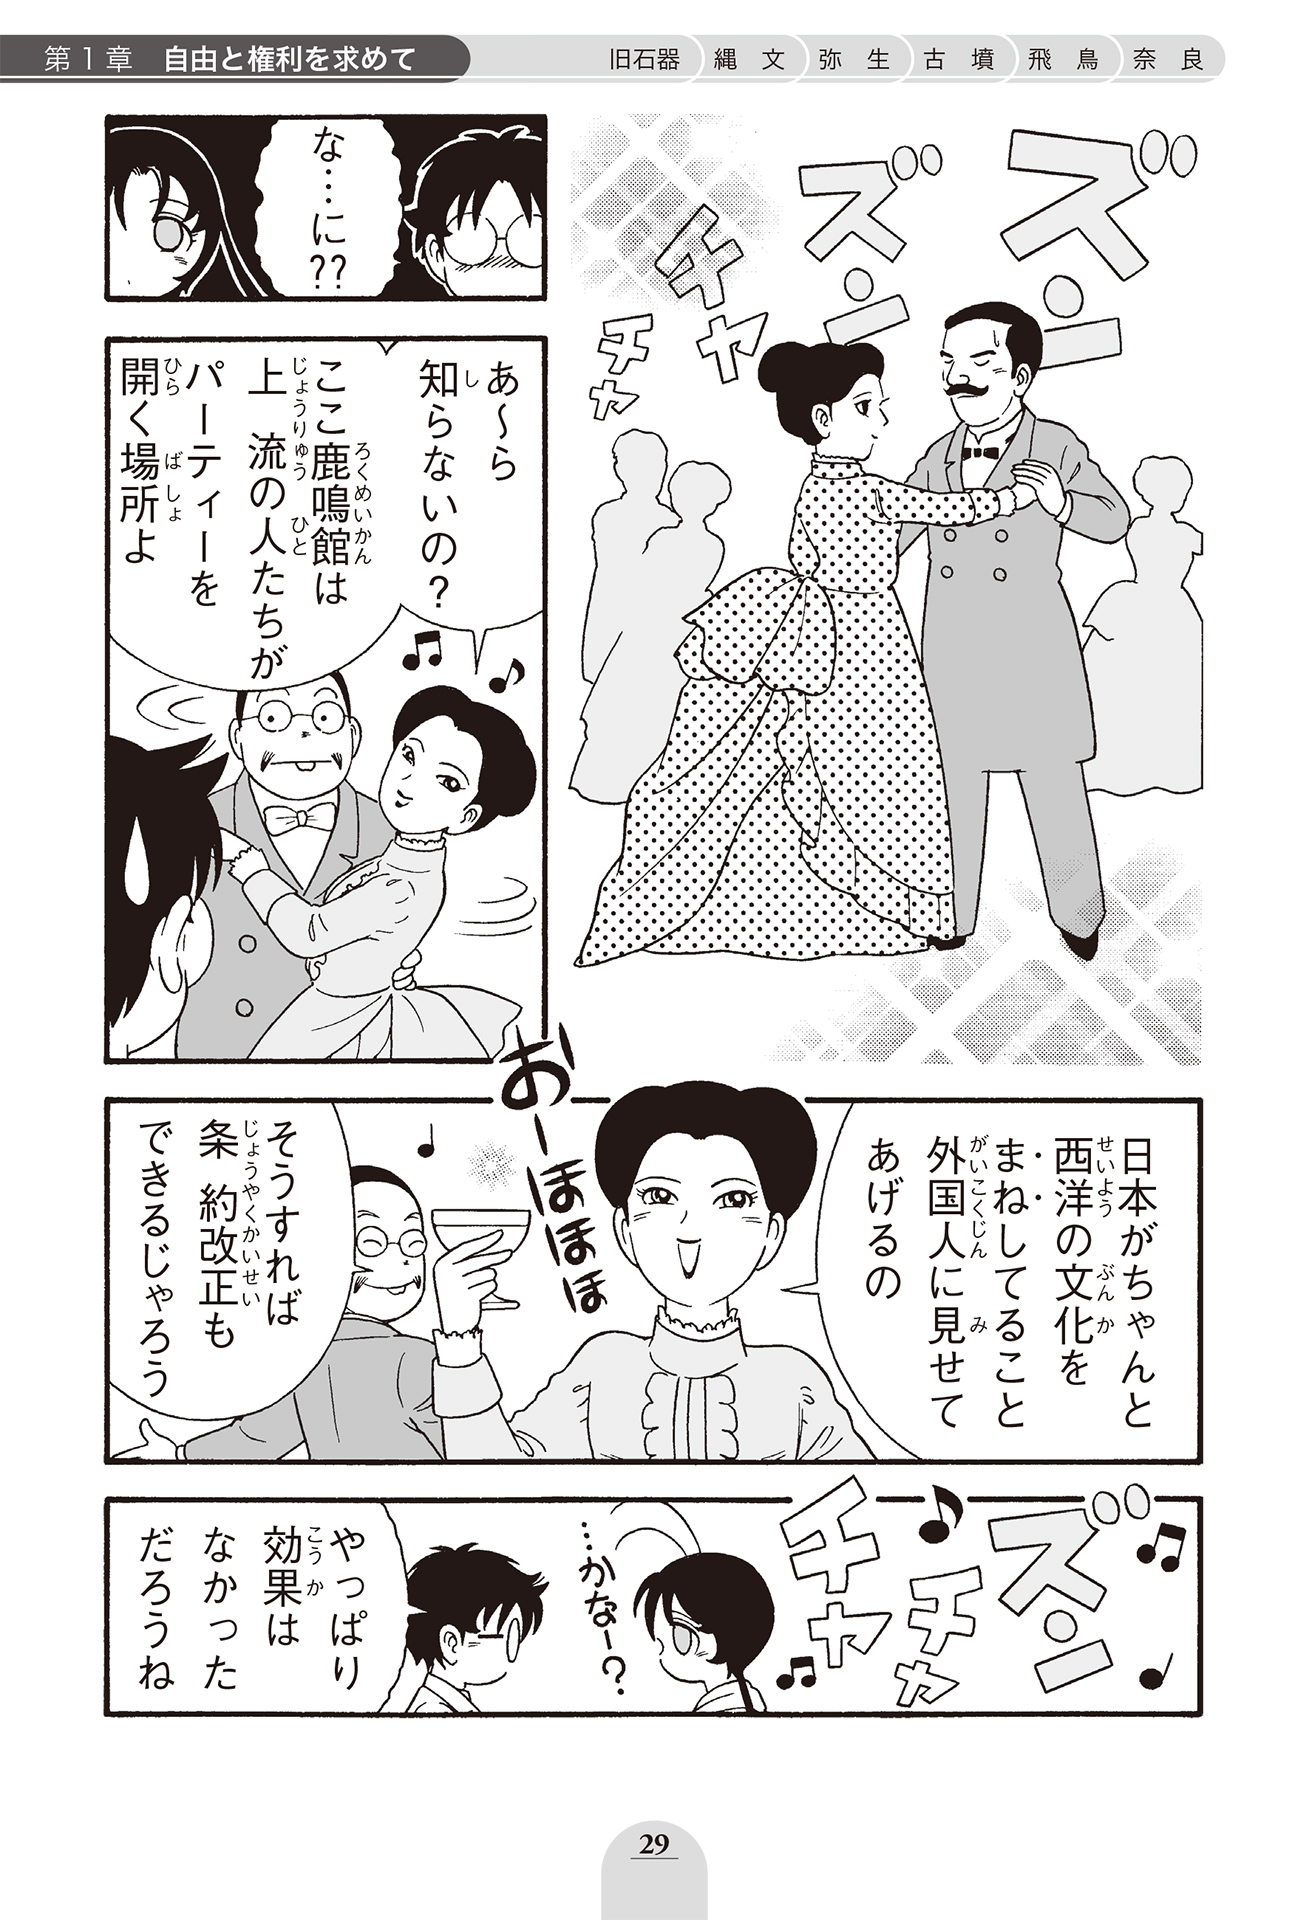 第1章 自由と権利を求めて
旧石器 縄文 弥生 古墳 飛鳥 奈良
ズンズン
チャチャ
な…に??
あ〜ら
知らないの?
ここ鹿鳴館は
上流の人たちが
パーティーを
開く場所よ
日本がちゃんと
西洋の文化を
まねしてること
外国人に見せて
あげるの
おーほほほほ
そうすれば
条約改正も
できるじゃろう
ズン
チャチャ
…かなー?
やっぱり
効果は
なかった
だろうね
29